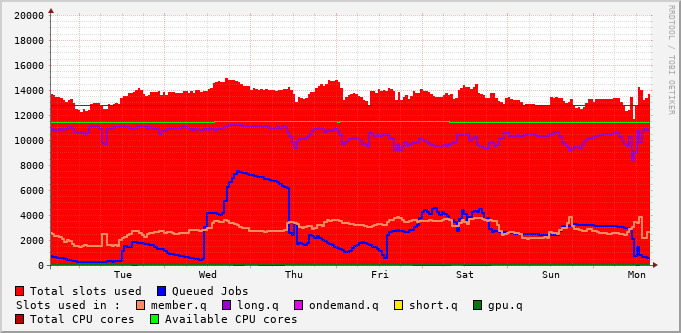 20000
18000
16000
14000
12000
10000
8000
6000
4000
2000
0
Tue Wed Thu Fri Sat Sun Mon
RRDTOOL / TOBI OETIKER
Total slots used Queued Jobs
Slots used in : member.q long.q ondemand.q short.q gpu.q
Total CPU cores Available CPU cores